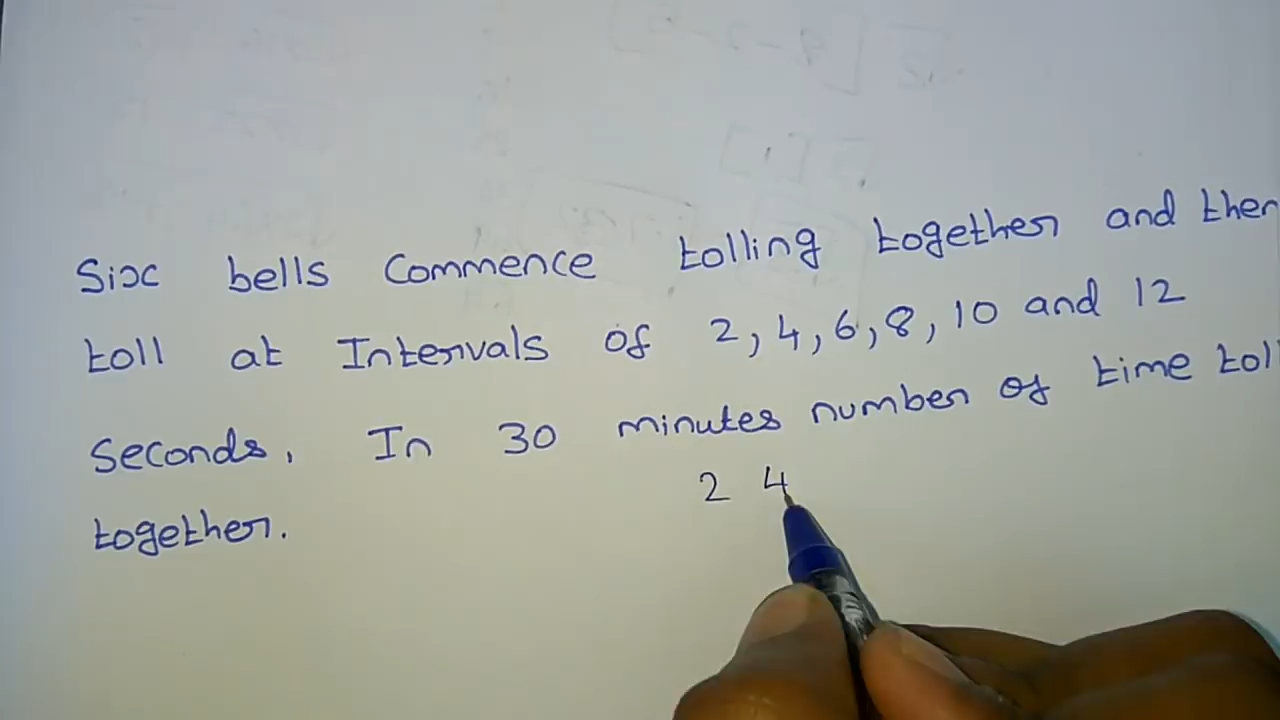 Six bells commence tolling together and then
toll at Intervals of 2, 4, 6, 8, 10 and 12
seconds. In 30 minutes number of time toll
together.
2 4